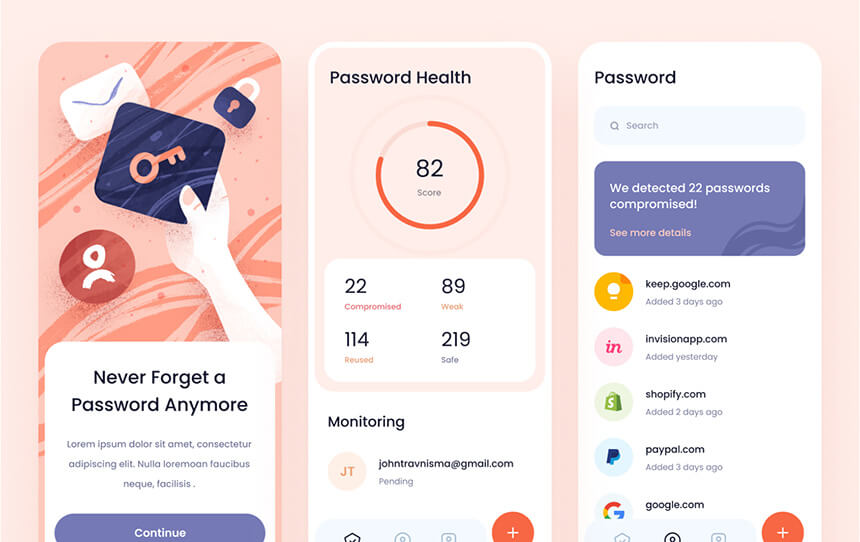 Never Forget a
Password Anymore
Lorem ipsum dolor sit amet, consectetur
adipiscing elit. Nulla loremoan faucibus
neque, facilisis .
Continue
Password Health
82
Score
22
Compromised
89
Weak
114
Reused
219
Safe
Monitoring
JT
johntravnisma@gmail.com
Pending
+
Password
Search
We detected 22 passwords
compromised!
See more details
keep.google.com
Added 3 days ago
in
invisionapp.com
Added yesterday
shopify.com
Added 2 days ago
paypal.com
Added 3 days ago
google.com
+